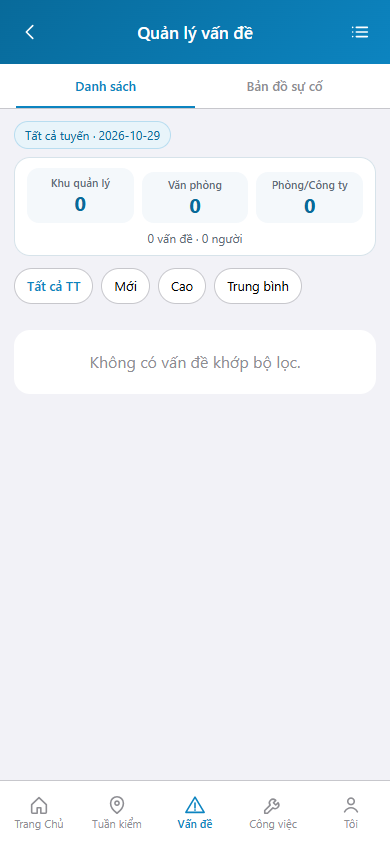 Quản lý vấn đề
Danh sách
Bản đồ sự cố
Tất cả tuyến · 2026-10-29
Khu quản lý
0
Văn phòng
0
Phòng/Công ty
0
0 vấn đề · 0 người
Tất cả TT
Mới
Cao
Trung bình
Không có vấn đề khớp bộ lọc.
Trang Chủ
Tuần kiểm
Vấn đề
Công việc
Tôi